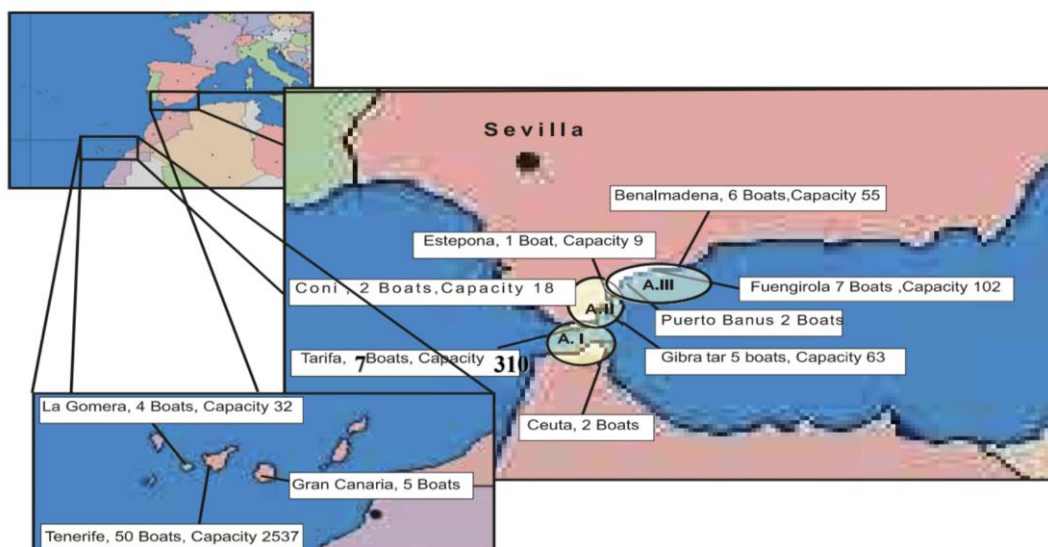 Sevilla
Benalmadena, 6 Boats,Capacity 55
Estepona, 1 Boat, Capacity 9
A.III
Coni , 2 Boats,Capacity 18
Fuengirola 7 Boats ,Capacity 102
A.II
Puerto Banus 2 Boats
A. I
Tarifa, 7Boats, Capacity 310
Gibra tar 5 boats, Capacity 63
La Gomera, 4 Boats, Capacity 32
Ceuta, 2 Boats
Gran Canaria, 5 Boats
Tenerife, 50 Boats, Capacity 2537